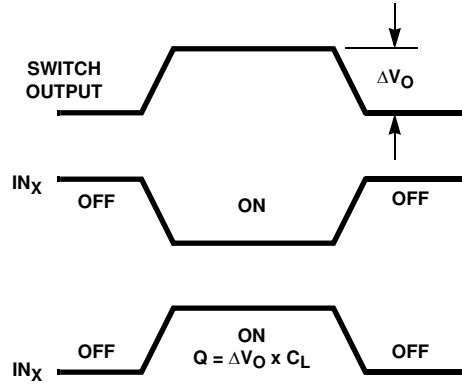 SWITCH
OUTPUT
ΔVO
INX
OFF
ON
OFF
OFF
ON
OFF
Q = ΔVO x CL
INX